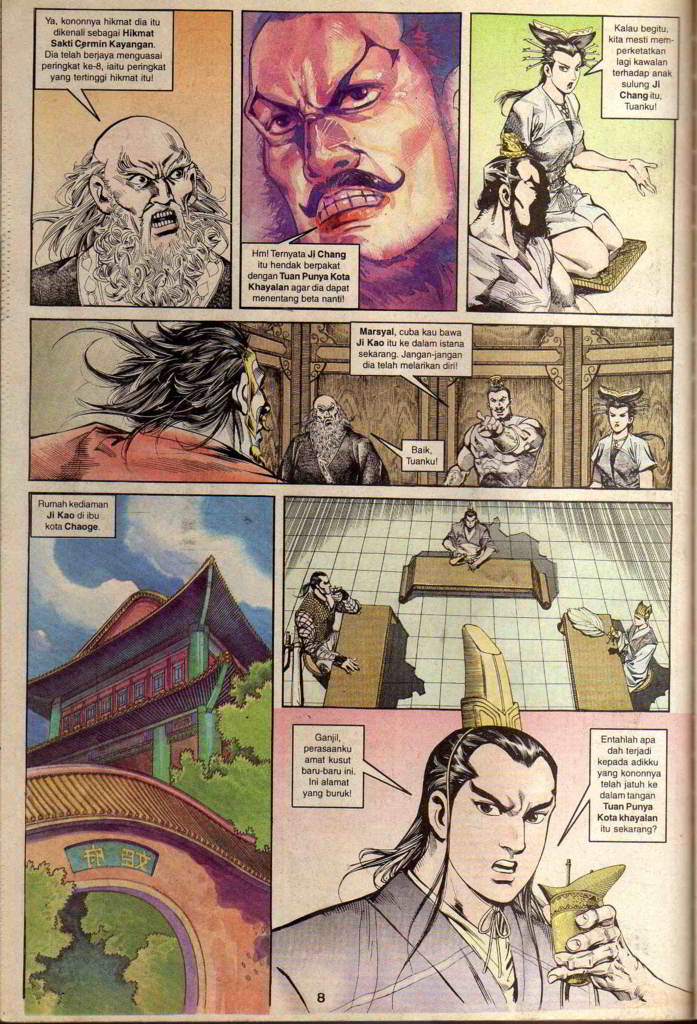 Ya, kononnya hikmat dia itu
dikenali sebagai Hikmat
Sakti Cermin Kayangan.
Dia telah berjaya menguasai
peringkat ke-8, iaitu peringkat
yang tertinggi hikmat itu!
Hm! Ternyata Ji Chang
itu hendak berpakat
dengan Tuan Punya Kota
Khayalan agar dia dapat
menentang beta nanti!
Kalau begitu,
kita mesti mem-
perketatkan
lagi kawalan
terhadap anak
sulung Ji
Chang itu,
Tuanku!
Marsyal, cuba kau bawa
Ji Kao itu ke dalam istana
sekarang. Jangan-jangan
dia telah melarikan diri!
Baik,
Tuanku!
Rumah kediaman
Ji Kao di ibu
kota Chaoge.
Ganjil,
perasaanku
amat kusut
baru-baru ini.
Ini alamat
yang buruk!
Entahlah apa
dah terjadi
kepada adikku
yang kononnya
telah jatuh ke
dalam tangan
Tuan Punya
Kota khayalan
itu sekarang?
8